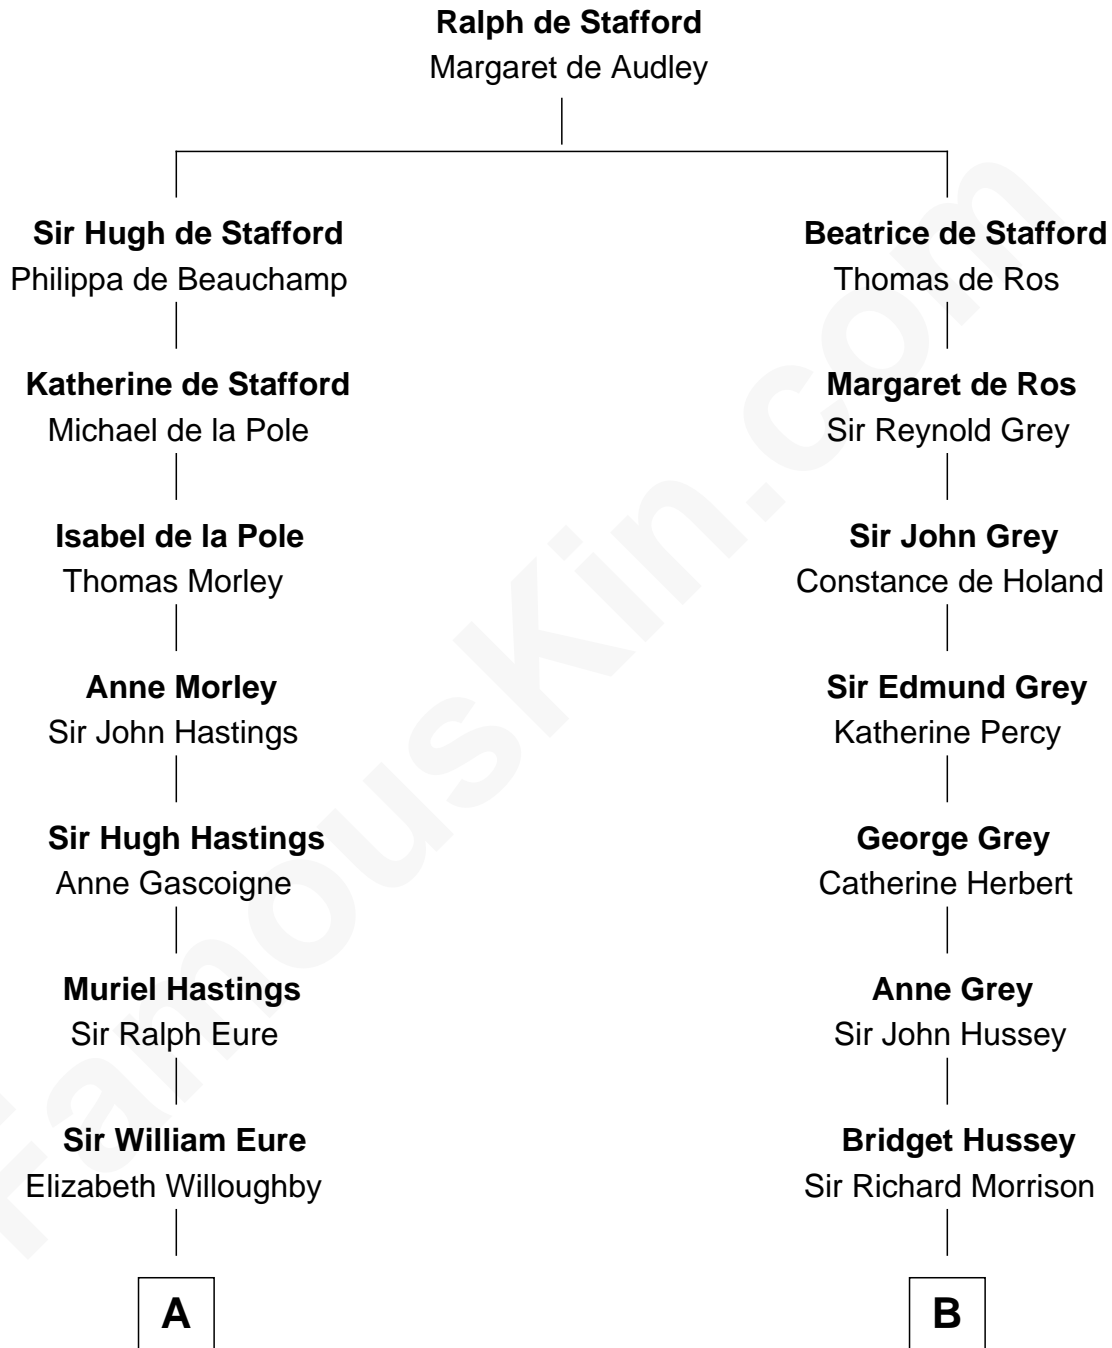 Ralph de Stafford
Margaret de Audley
Sir Hugh de Stafford
Philippa de Beauchamp
Beatrice de Stafford
Thomas de Ros
Katherine de Stafford
Michael de la Pole
Margaret de Ros
Sir Reynold Grey
Isabel de la Pole
Thomas Morley
Sir John Grey
Constance de Holand
Anne Morley
Sir John Hastings
Sir Edmund Grey
Katherine Percy
Sir Hugh Hastings
Anne Gascoigne
George Grey
Catherine Herbert
Muriel Hastings
Sir Ralph Eure
Anne Grey
Sir John Hussey
Sir William Eure
Elizabeth Willoughby
Bridget Hussey
Sir Richard Morrison
A
B
FamousKin.com